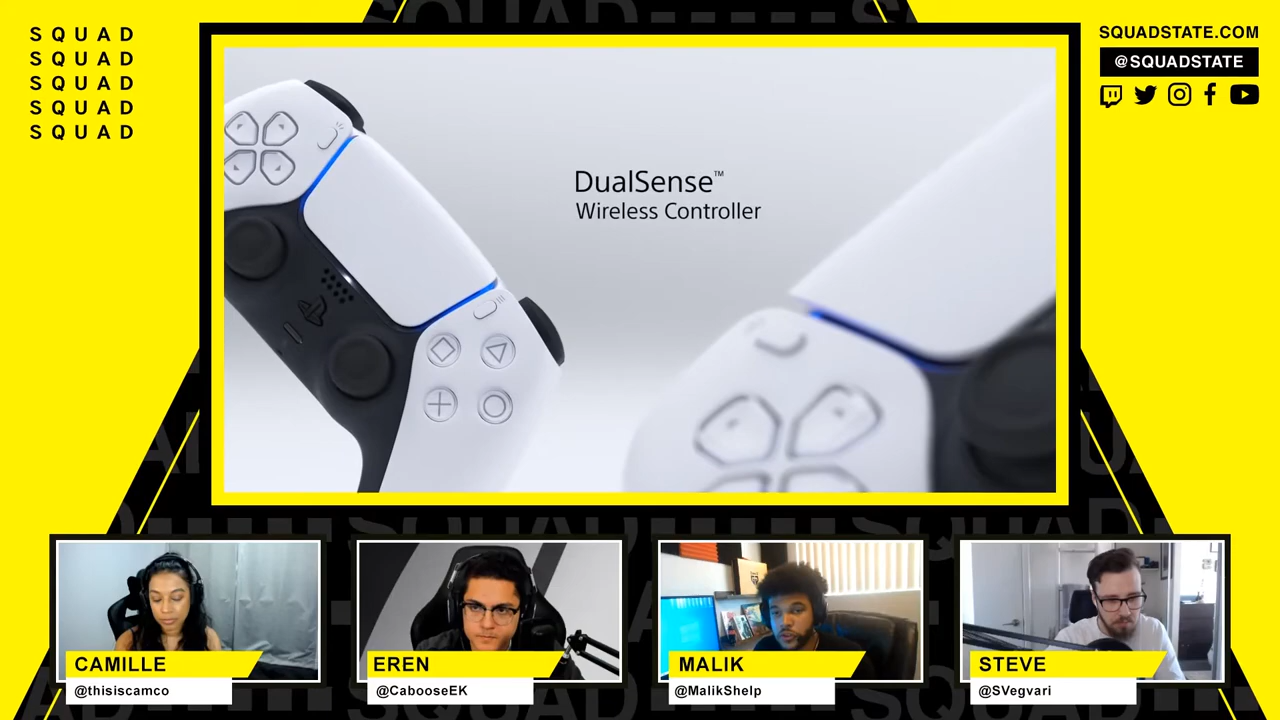 SQUAD
SQUAD
SQUAD
SQUAD
SQUAD
SQUADSTATE.COM
@SQUADSTATE
DualSense™
Wireless Controller
CAMILLE
@thisiscamco
EREN
@CabooseEK
MALIK
@MalikShelp
STEVE
@SVegvari